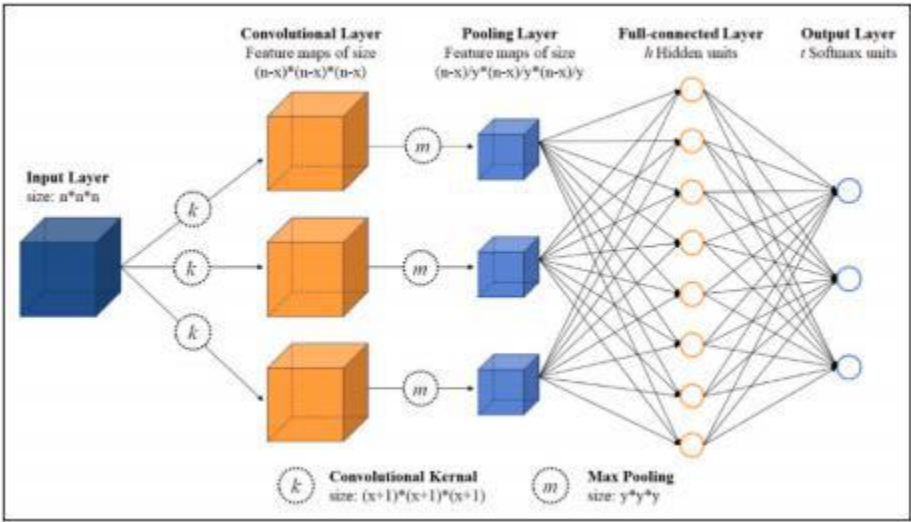 Convolutional Layer
Feature maps of size
(n-x)*(n-x)*(n-x)
Pooling Layer
Feature maps of size
(n-x)/y*(n-x)/y*(n-x)/y
Full-connected Layer
h Hidden units
Output Layer
t Softmax units
Input Layer
size: n*n*n
k
k
k
m
m
m
k
Convolutional Kernal
size: (x+1)*(x+1)*(x+1)
m
Max Pooling
size: y*y*y